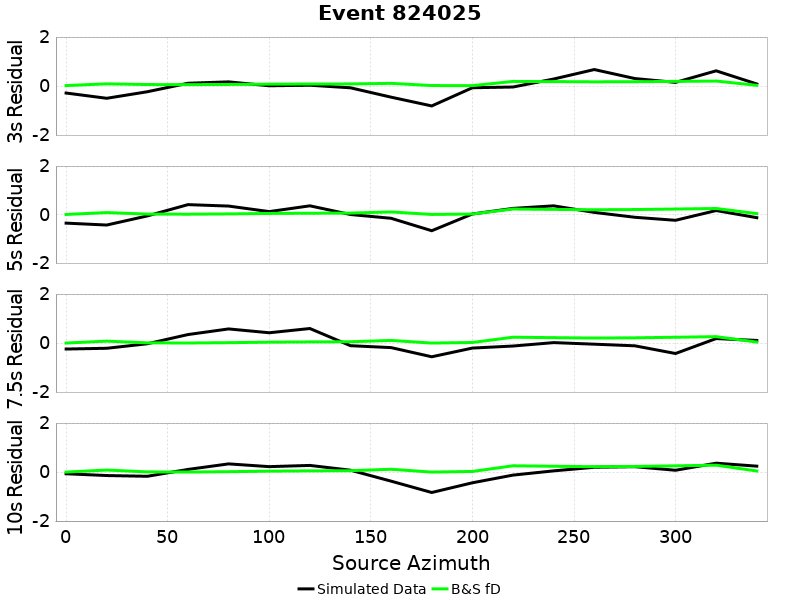 Event 824025
2
0
-2
3s Residual
2
0
-2
5s Residual
2
0
-2
7.5s Residual
2
0
-2
10s Residual
0 50 100 150 200 250 300
Source Azimuth
Simulated Data B&S fD